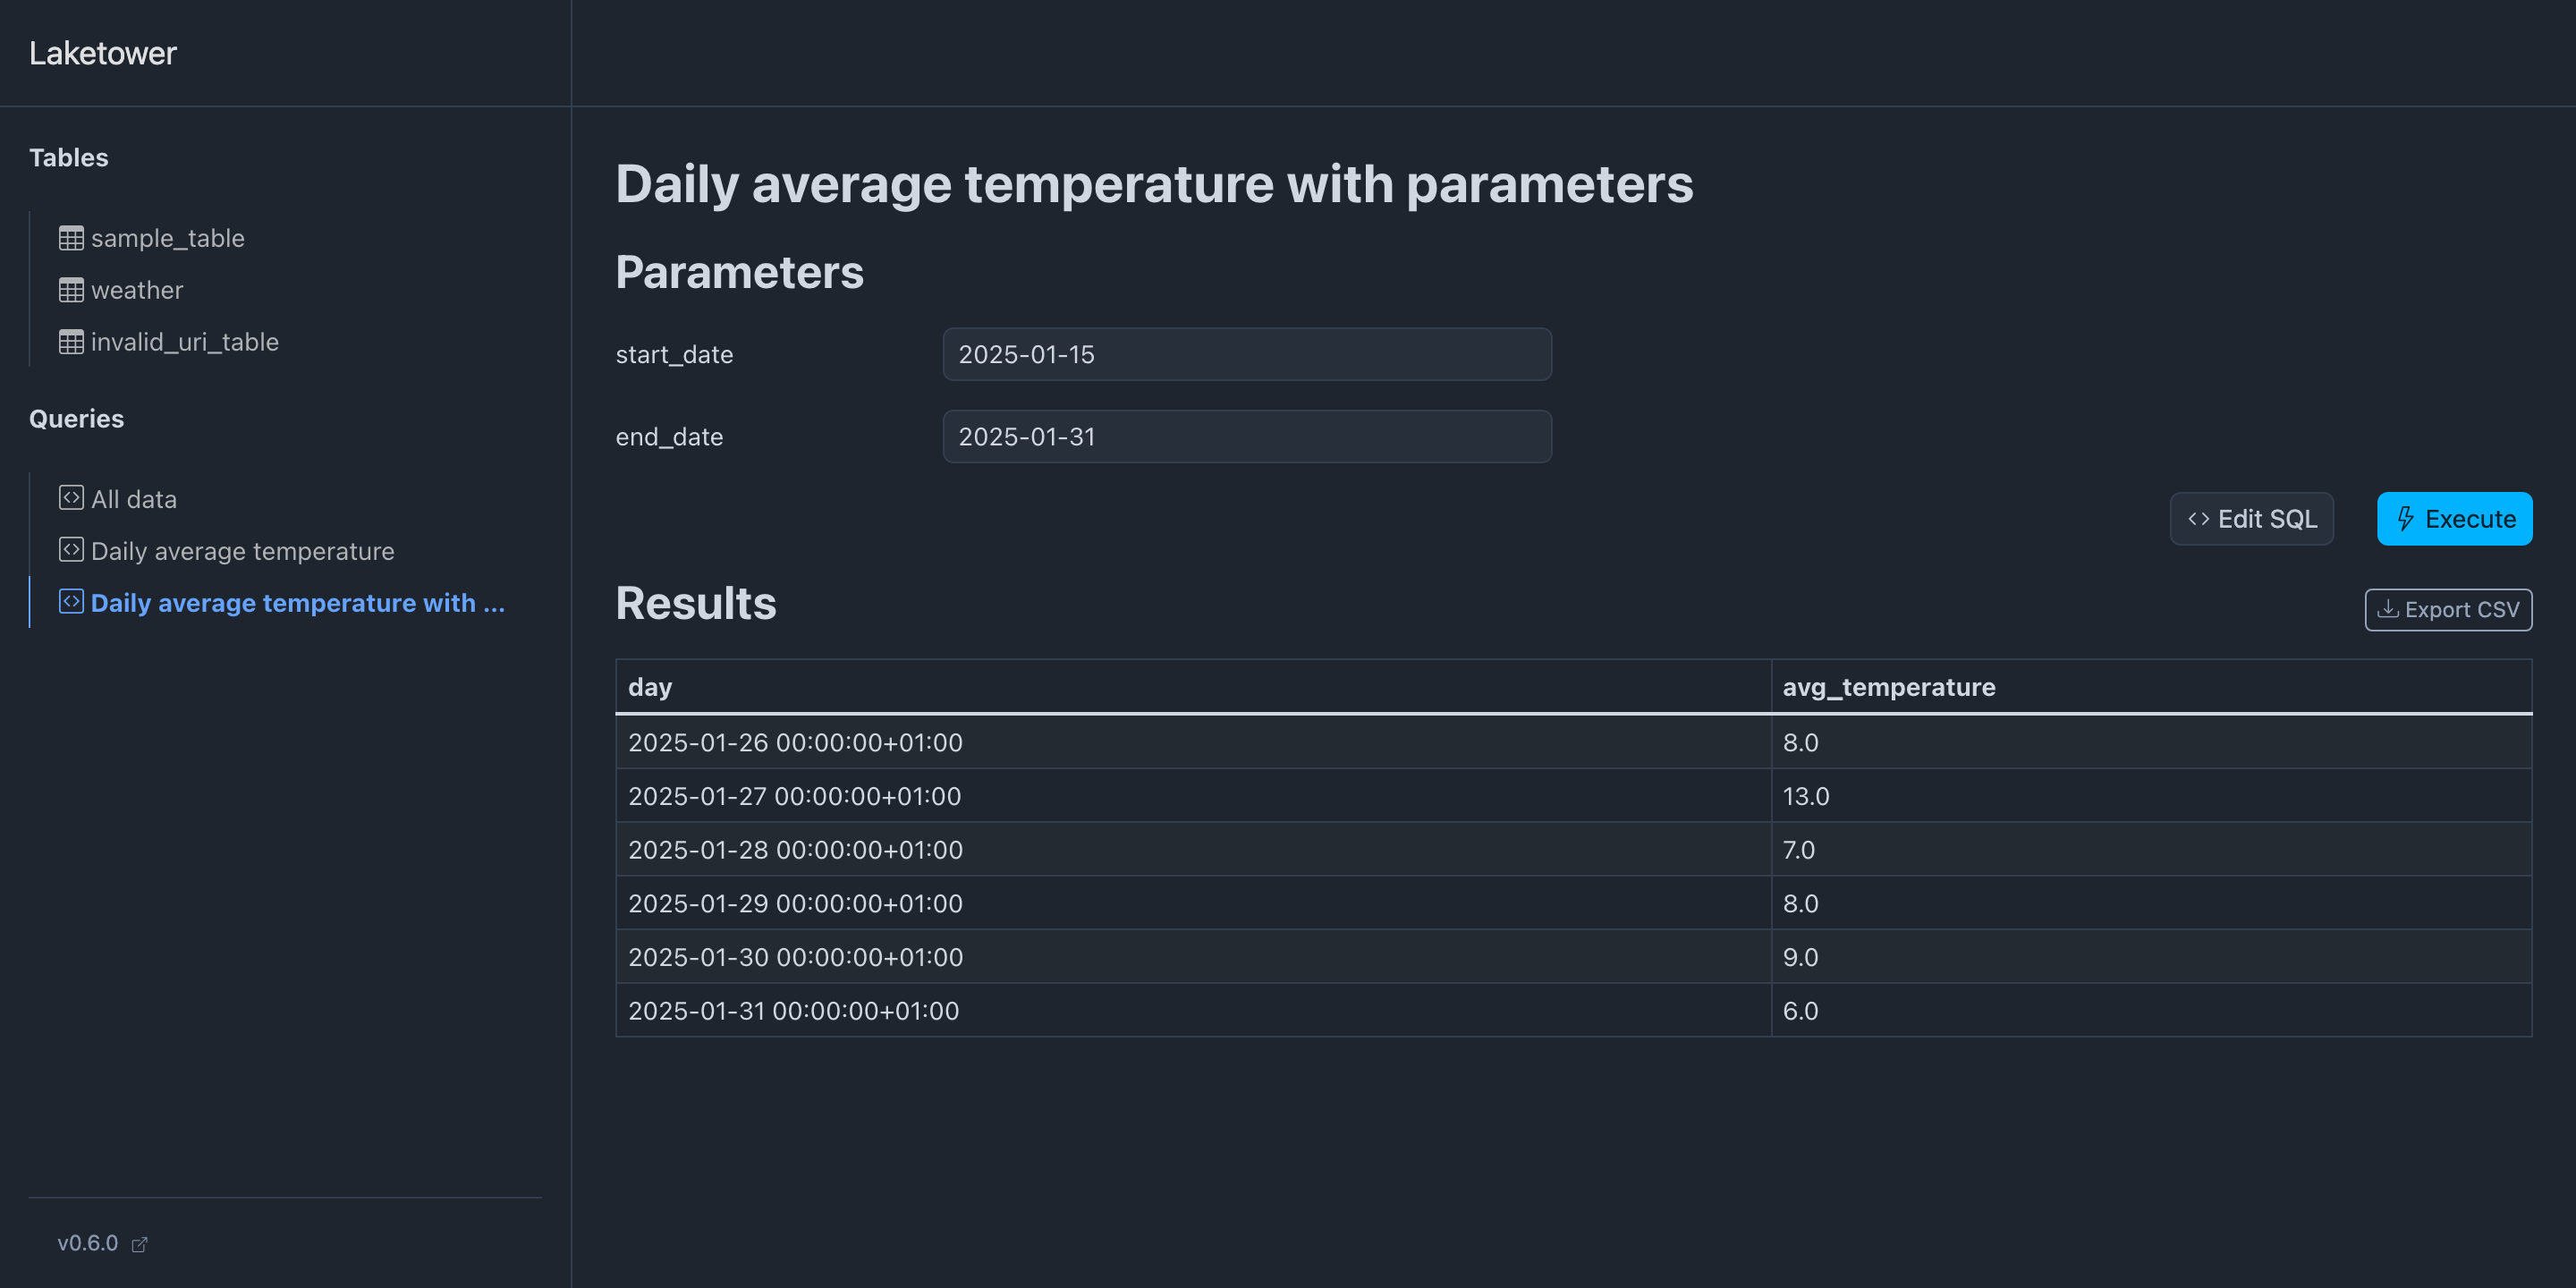 Laketower
Tables
sample_table
weather
invalid_uri_table
Queries
All data
Daily average temperature
Daily average temperature with ...
v0.6.0
Daily average temperature with parameters
Parameters
start_date 2025-01-15
end_date 2025-01-31
<> Edit SQL Execute
Results Export CSV
day avg_temperature
2025-01-26 00:00:00+01:00 8.0
2025-01-27 00:00:00+01:00 13.0
2025-01-28 00:00:00+01:00 7.0
2025-01-29 00:00:00+01:00 8.0
2025-01-30 00:00:00+01:00 9.0
2025-01-31 00:00:00+01:00 6.0